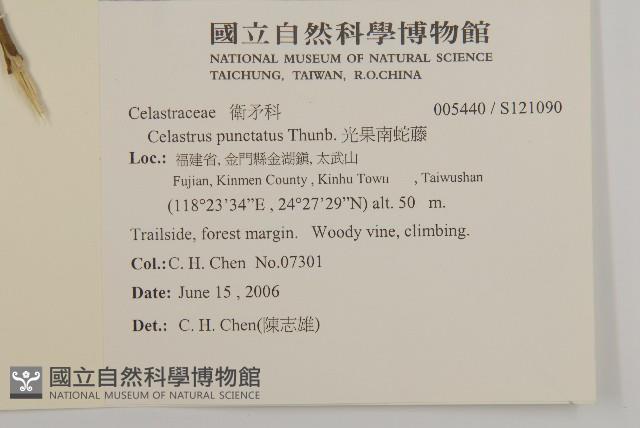 國立自然科學博物館
NATIONAL MUSEUM OF NATURAL SCIENCE
TAICHUNG, TAIWAN, R.O.CHINA
Celastraceae 衛矛科 005440 / S121090
Celastrus punctatus Thunb. 光果南蛇藤
Loc.: 福建省, 金門縣金湖鎮, 太武山
Fujian, Kinmen County , Kinhu Town , Taiwushan
(118°23’34”E , 24°27’29”N) alt. 50 m.
Trailside, forest margin. Woody vine, climbing.
Col.: C. H. Chen No.07301
Date: June 15 , 2006
Det.: C. H. Chen(陳志雄)
國立自然科學博物館
NATIONAL MUSEUM OF NATURAL SCIENCE